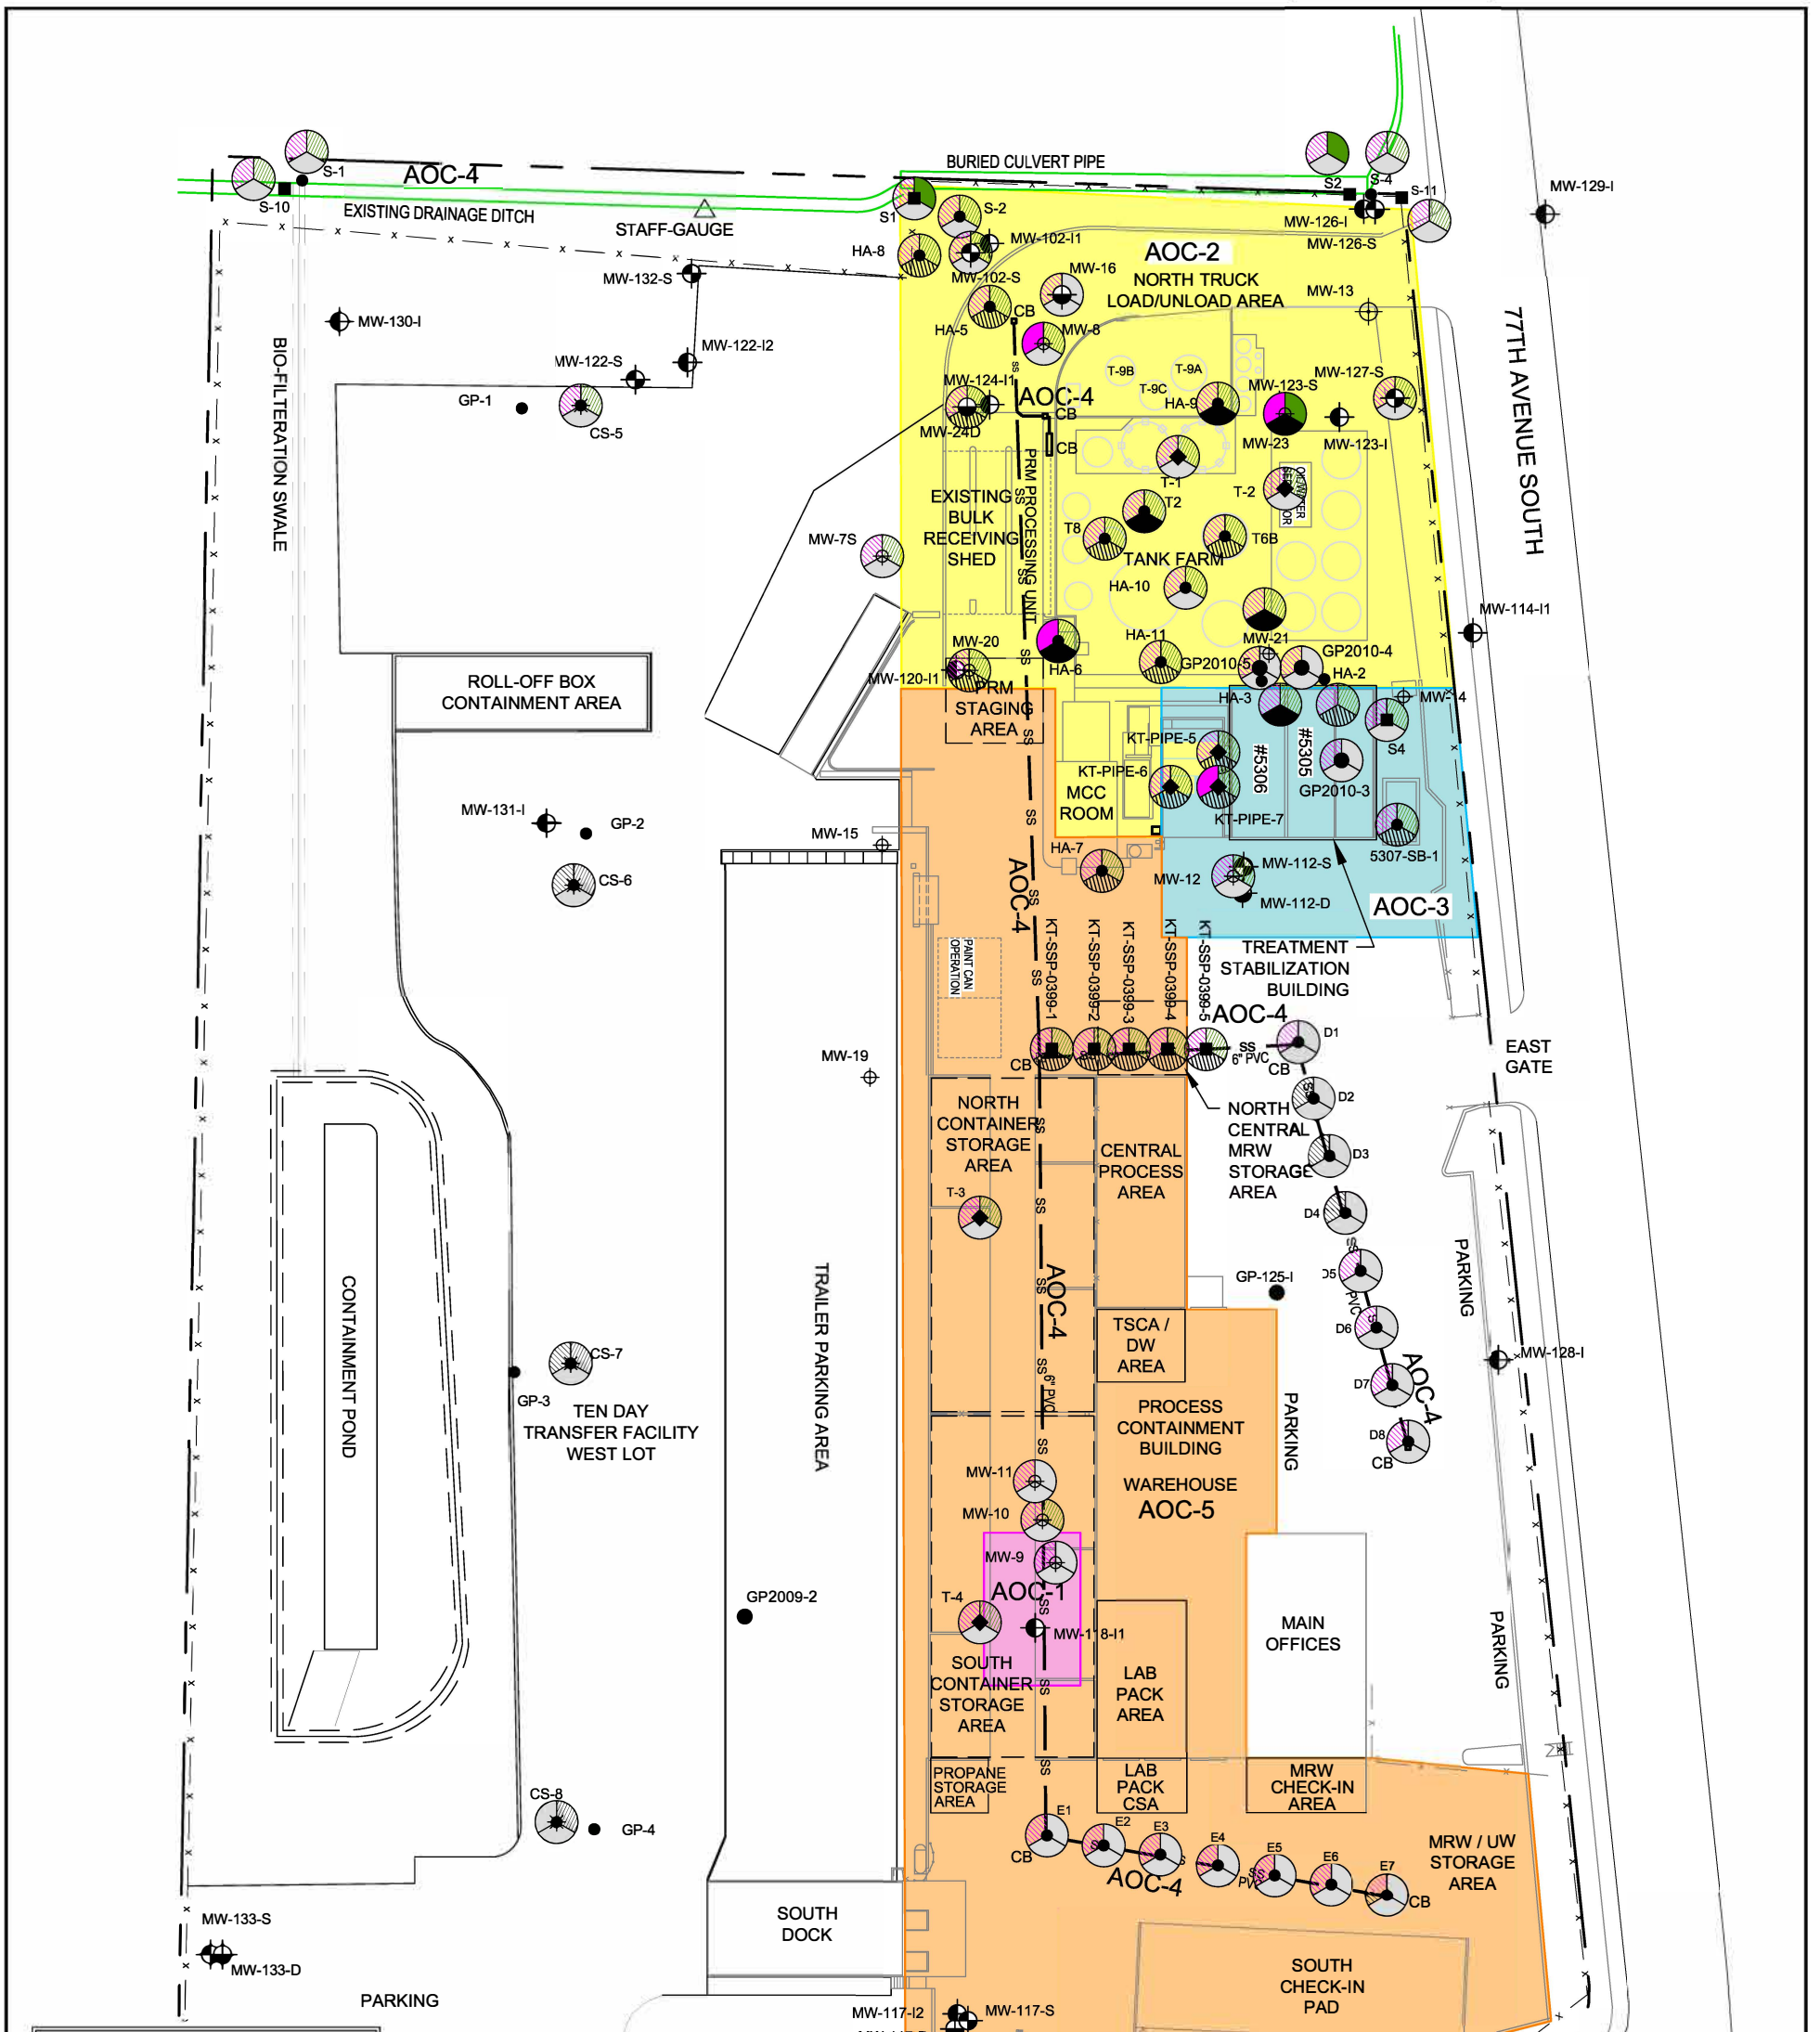 BURIED CULVERT PIPE
AOC-4
S-1
S-10
EXISTING DRAINAGE DITCH
STAFF-GAUGE
S1
S-2
S2
S-4
S-11
MW-129-I
MW-126-I
MW-126-S
HA-8
MW-102-I1
MW-102-S
AOC-2
NORTH TRUCK
LOAD/UNLOAD AREA
MW-16
MW-13
MW-132-S
MW-130-I
HA-5
CB
MW-8
MW-122-I2
MW-122-S
77TH AVENUE SOUTH
BIO-FILTERATION SWALE
GP-1
CS-5
MW-124-I1
AOC-4
CB
CB
MW-24D
T-9B
T-9A
T-9C
HA-9
MW-123-S
MW-127-S
MW-23
MW-123-I
SS
PRM PROCESSING UNIT
EXISTING
BULK
RECEIVING
SHED
T-1
T-2
T2
T8
T6B
TANK FARM
HA-10
MW-7S
MW-114-I1
MW-20
MW-120-I1
HA-6
HA-11
MW-21
GP2010-5
GP2010-4
HA-2
PRM
STAGING
AREA
HA-3
MW-14
S4
ROLL-OFF BOX
CONTAINMENT AREA
KT-PIPE-5
KT-PIPE-6
KT-PIPE-7
#5306
#5305
GP2010-3
MCC
ROOM
5307-SB-1
MW-131-I
GP-2
MW-15
HA-7
MW-12
MW-112-S
MW-112-D
AOC-3
CS-6
AOC-4
PAINT CAN
OPERATION
KT-SSP-0399-1
KT-SSP-0399-2
KT-SSP-0399-3
KT-SSP-0399-4
KT-SSP-0399-5
TREATMENT
STABILIZATION
BUILDING
AOC-4
SS
6" PVC
CB
CB
D1
EAST
GATE
MW-19
D2
NORTH
CENTRAL
MRW
STORAGE
AREA
D3
D4
NORTH
CONTAINER
STORAGE
AREA
CENTRAL
PROCESS
AREA
T-3
AOC-4
GP-125-I
D5
PVC
D6
D7
AOC-4
D8
CB
PARKING
MW-128-I
CONTAINMENT POND
TRAILER PARKING AREA
TSCA /
DW
AREA
6" PVC
CS-7
GP-3
TEN DAY
TRANSFER FACILITY
WEST LOT
PROCESS
CONTAINMENT
BUILDING
WAREHOUSE
AOC-5
PARKING
MW-11
MW-10
MW-9
AOC-1
T-4
MW-118-I1
GP2009-2
MAIN
OFFICES
PARKING
SOUTH
CONTAINER
STORAGE
AREA
LAB
PACK
AREA
PROPANE
STORAGE
AREA
LAB
PACK
CSA
MRW
CHECK-IN
AREA
CS-8
GP-4
E1
E2
E3
E4
E5
E6
E7
CB
CB
AOC-4
MRW / UW
STORAGE
AREA
SOUTH
DOCK
SOUTH
CHECK-IN
PAD
MW-133-S
MW-133-D
PARKING
MW-117-I2
MW-117-S